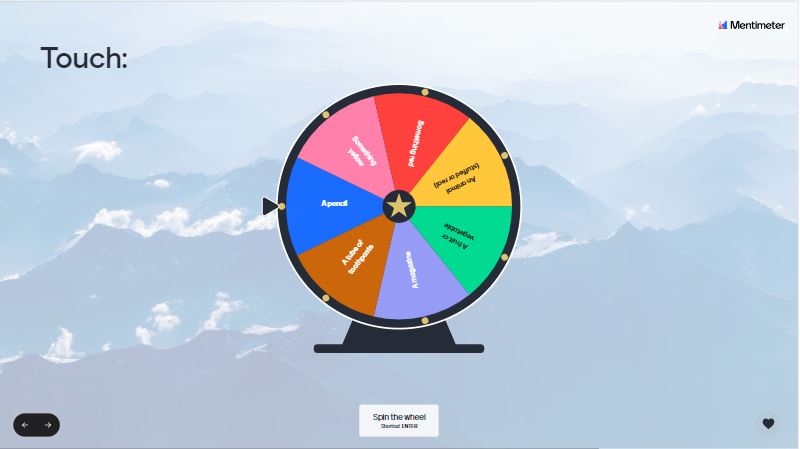 Mentimeter
Touch:
Something red
Something
yellow
An animal
(stuffed or real)
A pencil
A fruit or
vegetable
A tube of
toothpaste
A magazine
Spin the wheel
Shortcut ENTER